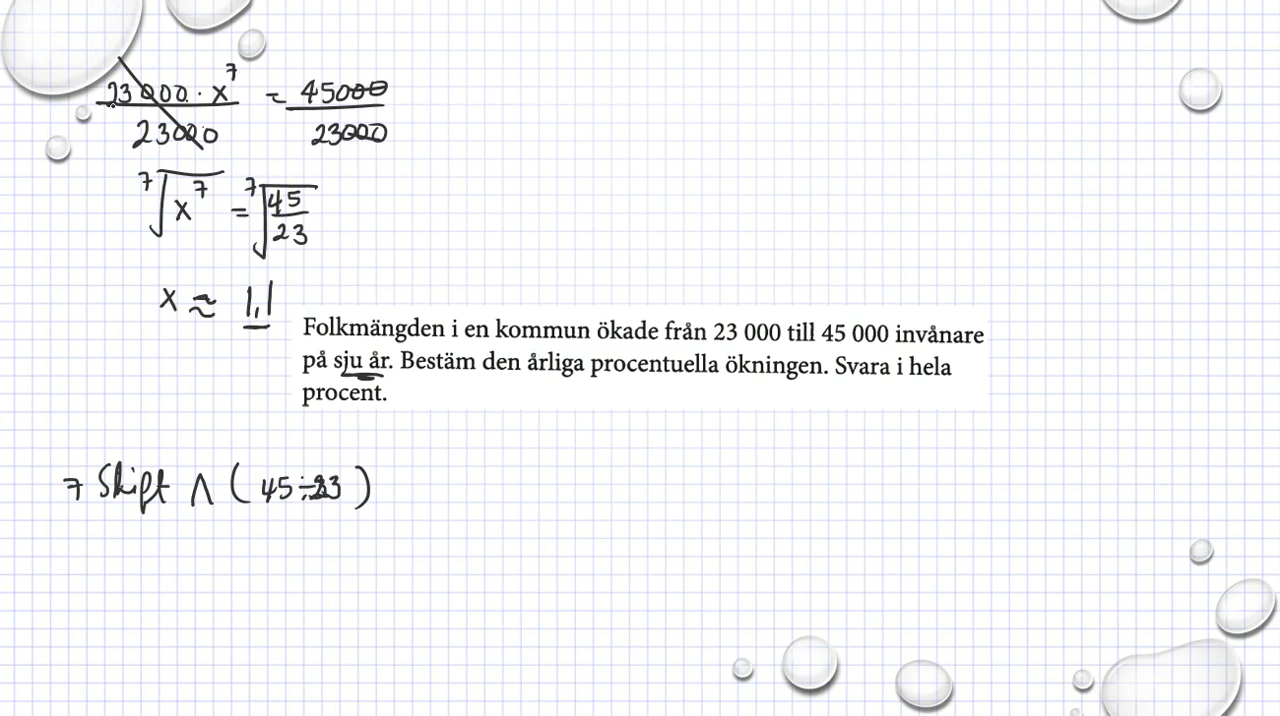 23000 · x^7 = 45000
23000 23000
7√x^7 = 7√45/23
x ≈ 1,1
Folkmängden i en kommun ökade från 23 000 till 45 000 invånare
på sju år. Bestäm den årliga procentuella ökningen. Svara i hela
procent.
7 Shift ∧ (45÷23)